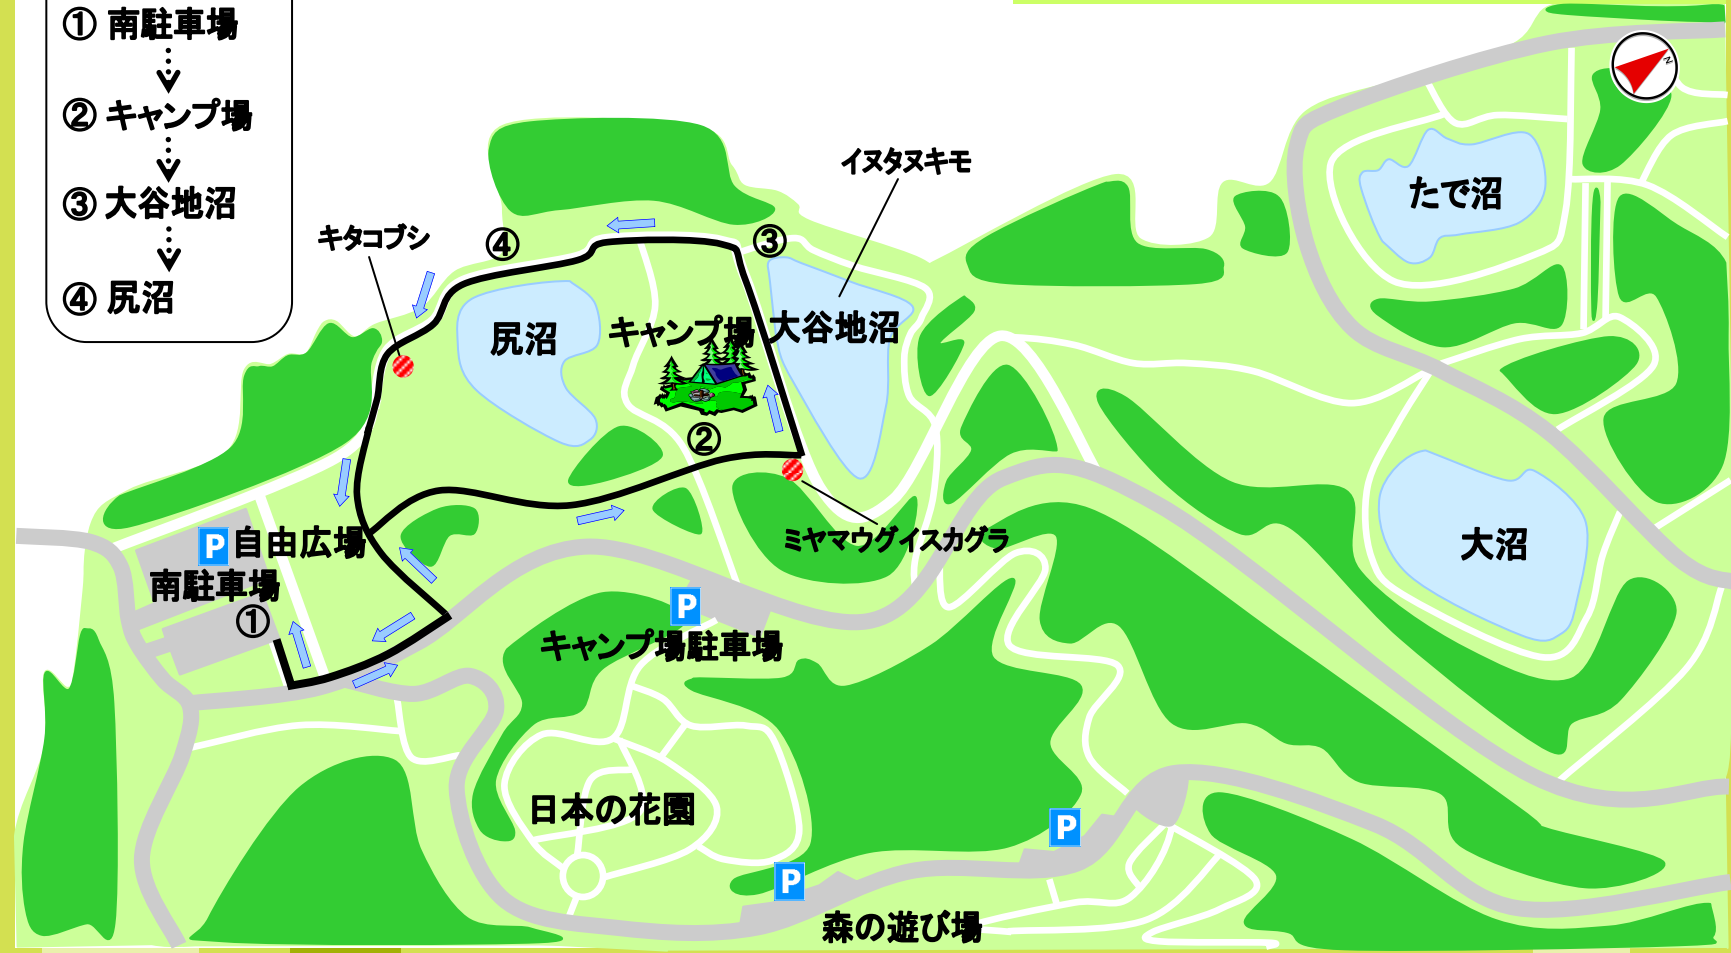 ① 南駐車場
② キャンプ場
③ 大谷地沼
④ 尻沼
N
イヌタヌキモ
たで沼
キタコブシ
④
③
尻沼
キャンプ場
大谷地沼
②
ミヤマウグイスカグラ
大沼
P 自由広場
南駐車場
①
P
キャンプ場駐車場
日本の花園
P
P
森の遊び場